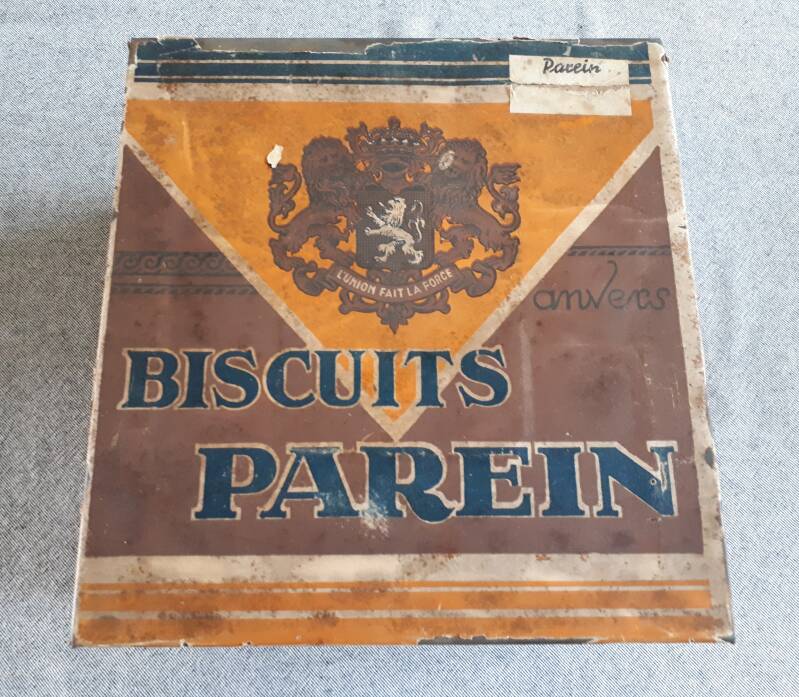 Parein
L'UNION FAIT LA FORCE
anvers
BISCUITS
PAREIN